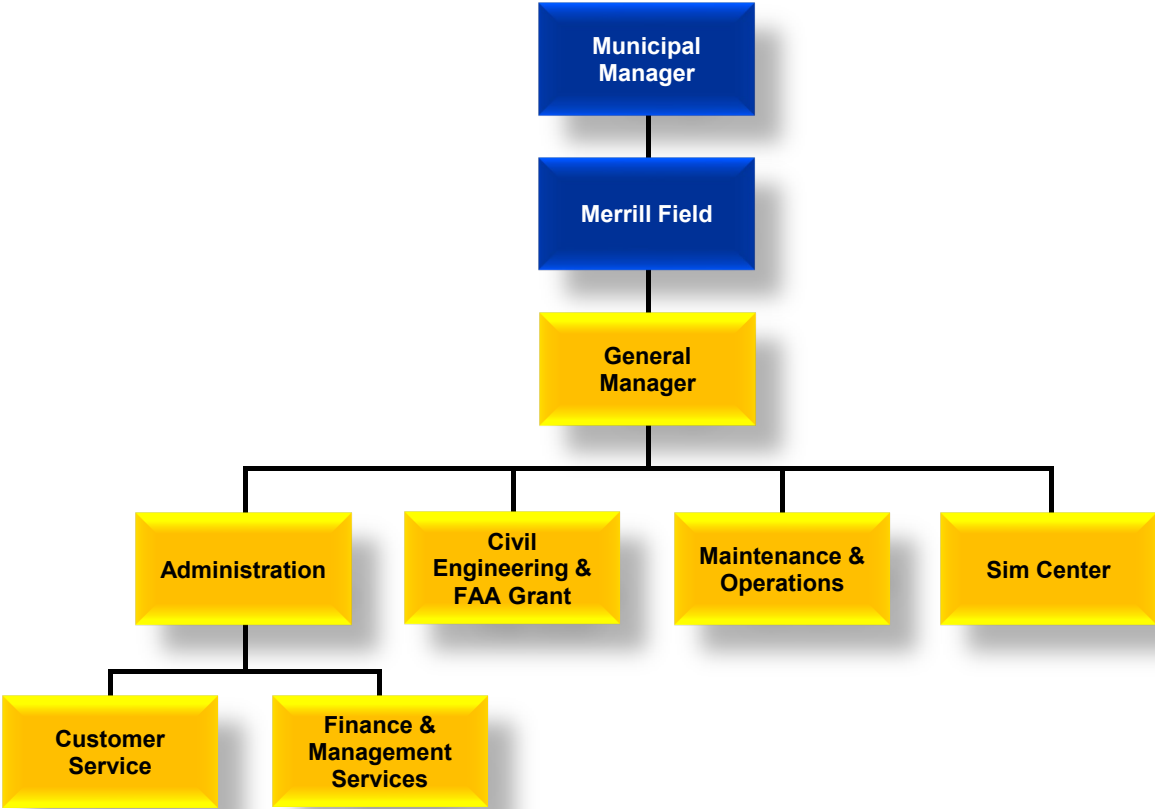 Municipal
Manager
Merrill Field
General
Manager
Administration
Civil
Engineering &
FAA Grant
Maintenance &
Operations
Sim Center
Customer
Service
Finance &
Management
Services